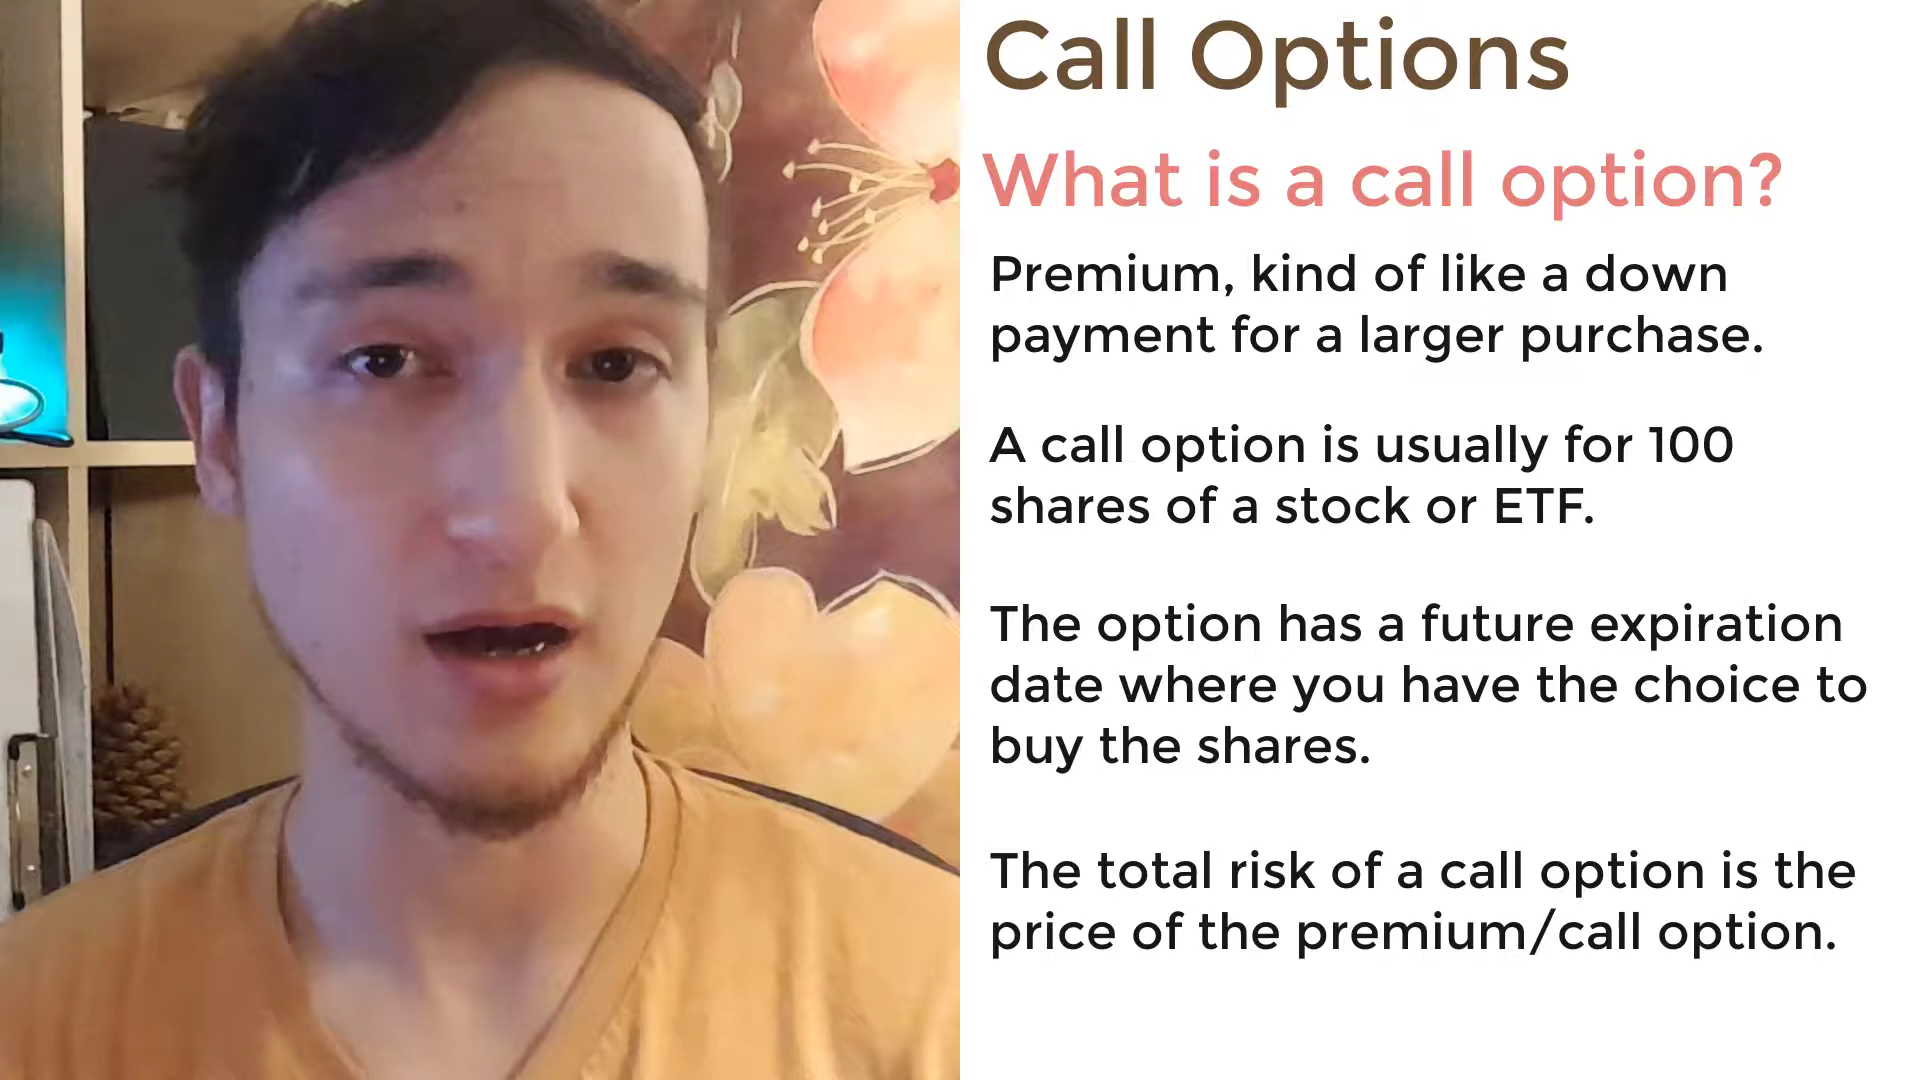 Call Options
What is a call option?
Premium, kind of like a down
payment for a larger purchase.
A call option is usually for 100
shares of a stock or ETF.
The option has a future expiration
date where you have the choice to
buy the shares.
The total risk of a call option is the
price of the premium/call option.